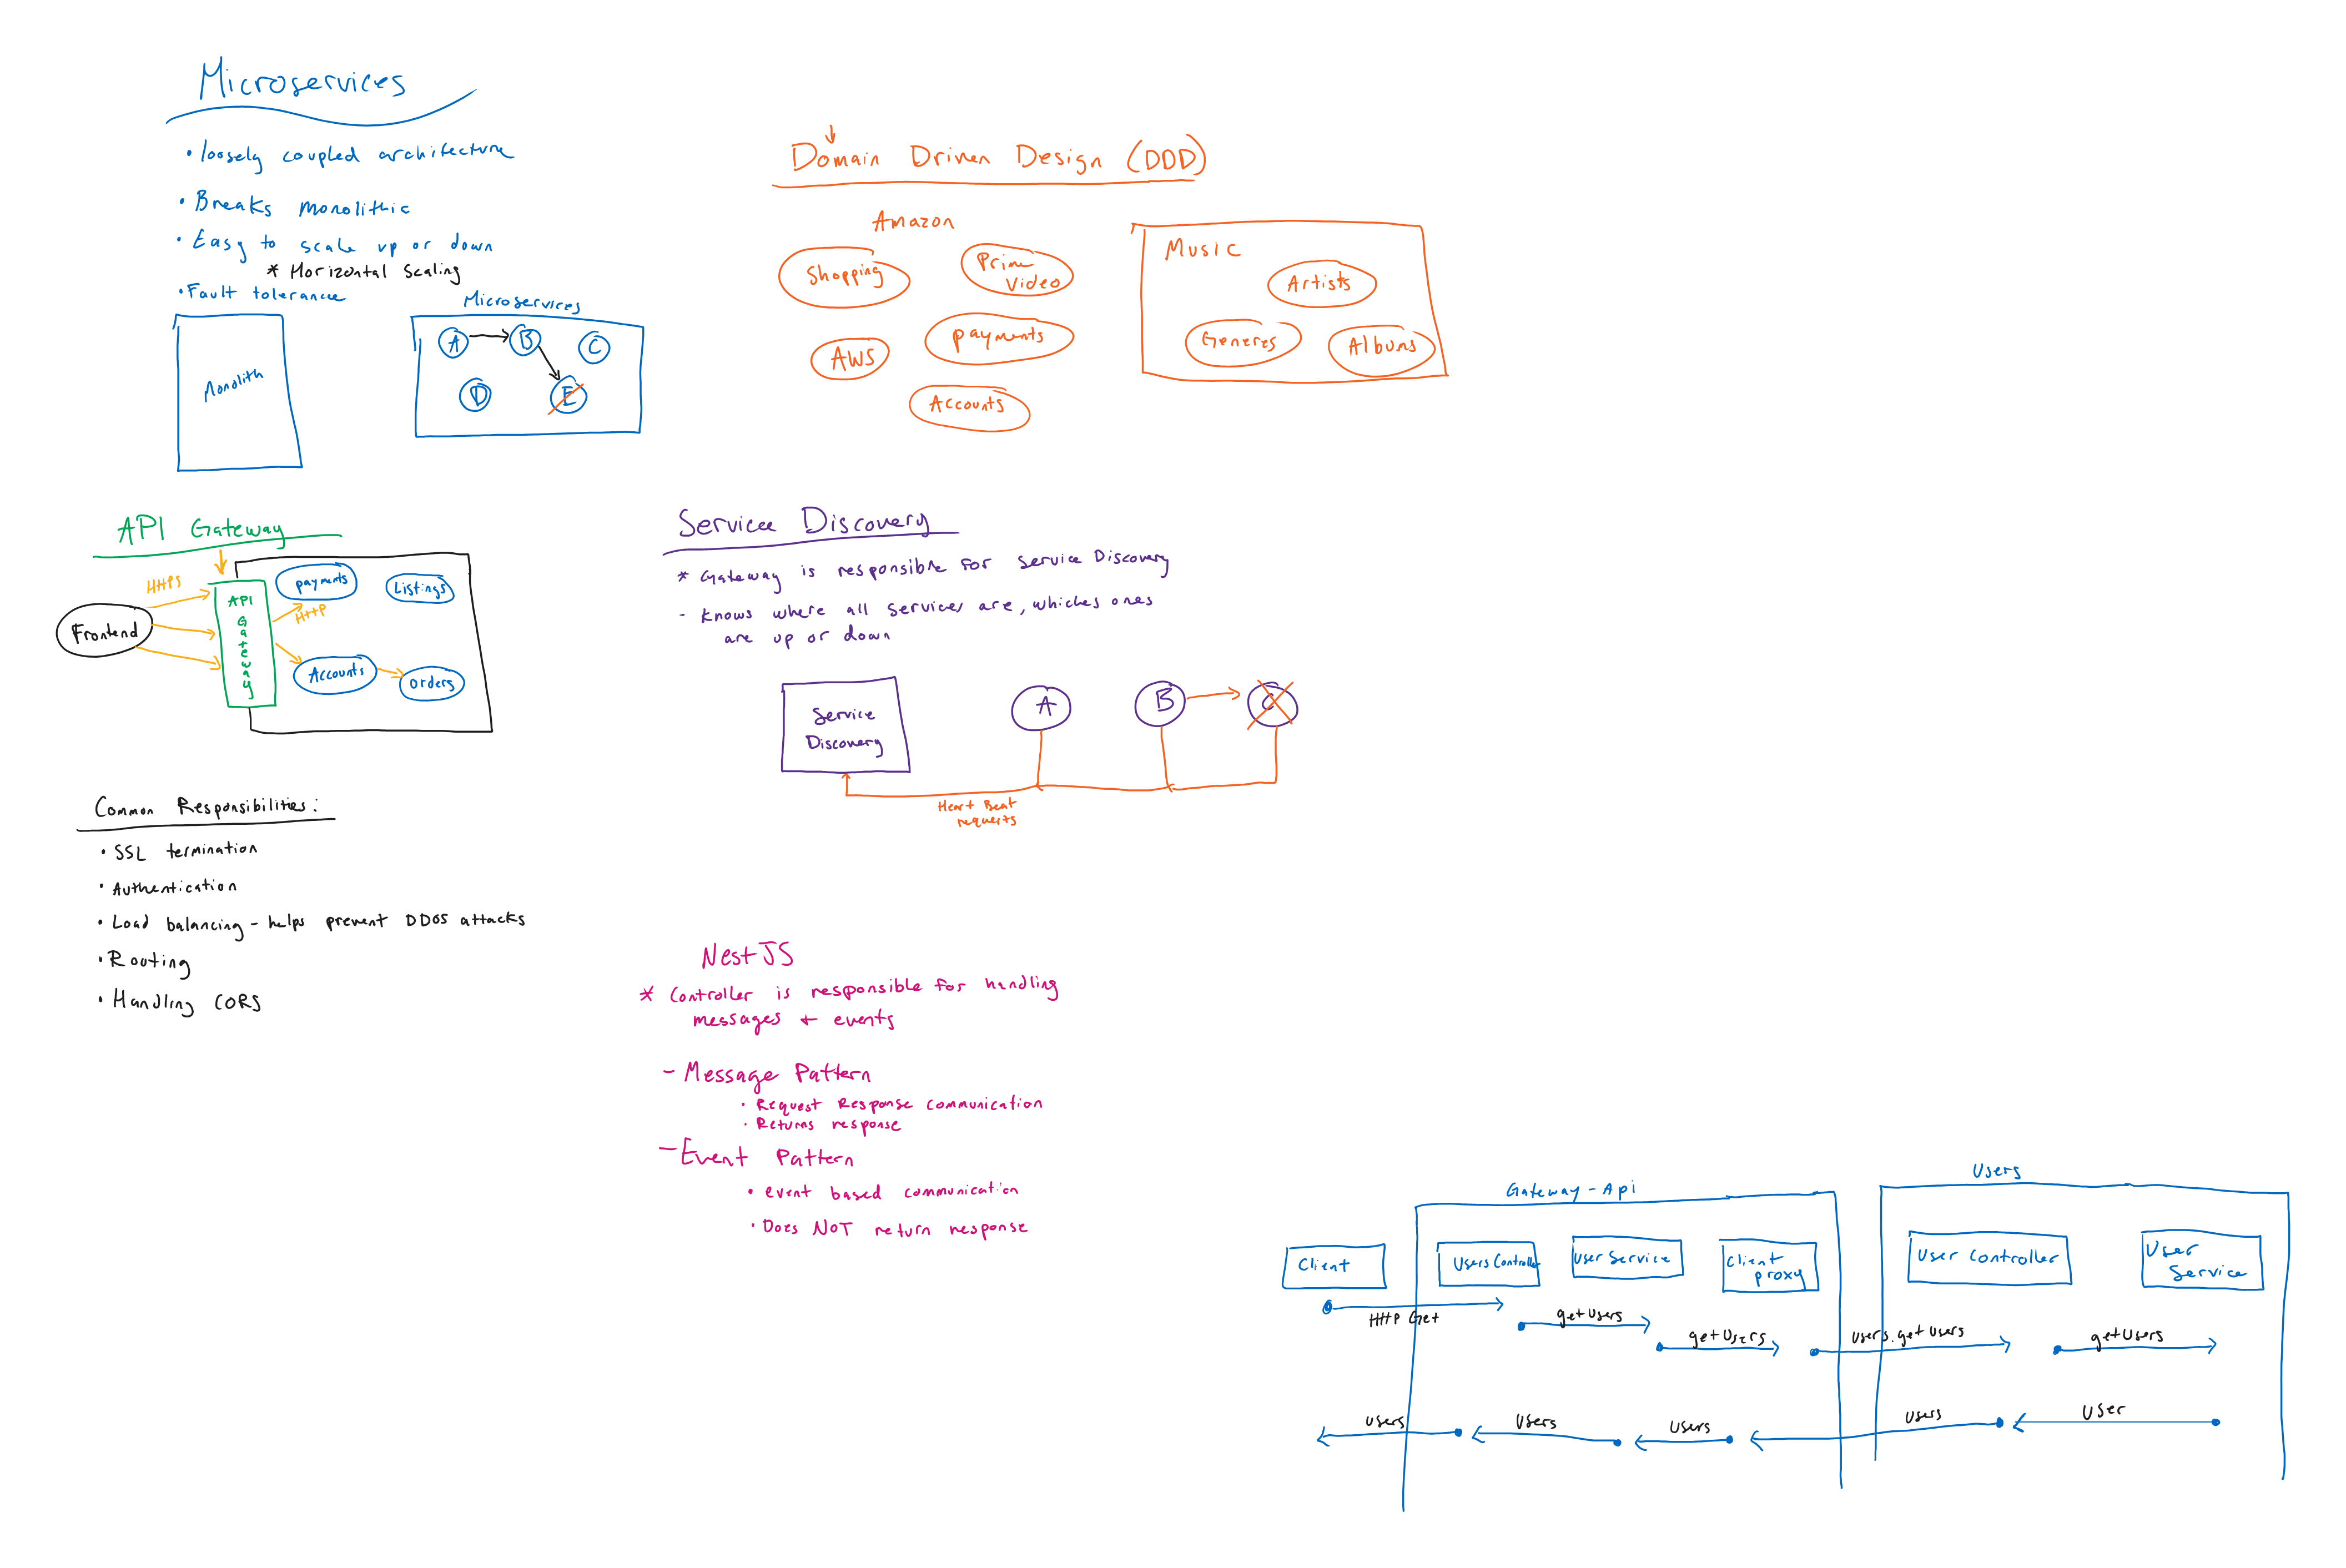 Microservices
• loosely coupled architecture
• Breaks monolithic
• Easy to scale up or down
* Horizontal Scaling
• Fault tolerance
Monolith
Microservices
A
B
C
D
E
Domain Driven Design (DDD)
Amazon
Shopping
Prime
Video
AWS
payments
Accounts
Music
Artists
Generes
Albums
API Gateway
HTTPS
Frontend
API
Gateway
HTTP
payments
Listings
Accounts
orders
Common Responsibilities:
• SSL termination
• Authentication
• Load balancing - helps prevent DDOS attacks
• Routing
• Handling CORS
Service Discovery
* Gateway is responsible for service Discovery
- knows where all services are, whiches ones
are up or down
Service
Discovery
A
B
C
Heart Beat
requests
NestJS
* Controller is responsible for handling
messages + events
- Message Pattern
• Request Response communication
• Returns response
- Event Pattern
• event based communication
• Does NOT return response
Gateway-Api
Users
Client
Users Controller
User Service
Client
proxy
User Controller
User
Service
HTTP Get
getUsers
getUsers
users.getUsers
getUsers
users
users
users
users
user